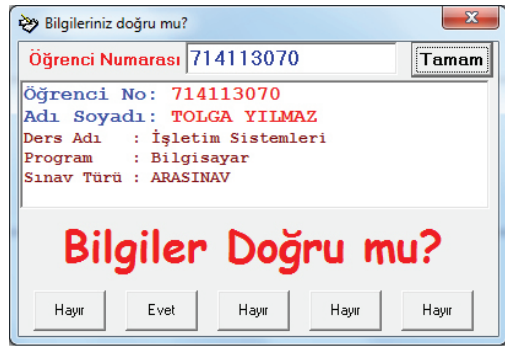 Bilgileriniz doğru mu?
Öğrenci Numarası 714113070 Tamam
Öğrenci No: 714113070
Adı Soyadı: TOLGA YILMAZ
Ders Adı : İşletim Sistemleri
Program : Bilgisayar
Sınav Türü : ARASINAV
Bilgiler Doğru mu?
Hayır Evet Hayır Hayır Hayır